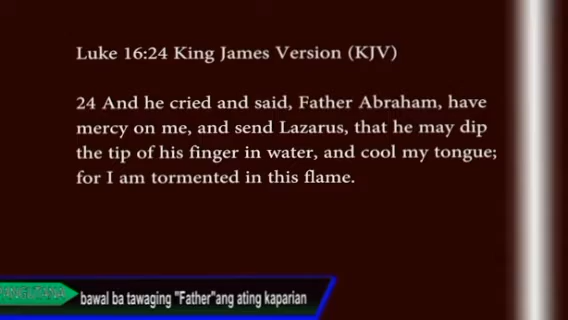 Luke 16:24 King James Version (KJV)
24 And he cried and said, Father Abraham, have
mercy on me, and send Lazarus, that he may dip
the tip of his finger in water, and cool my tongue;
for I am tormented in this flame.
bawal ba tawaging "Father"ang ating kaparian